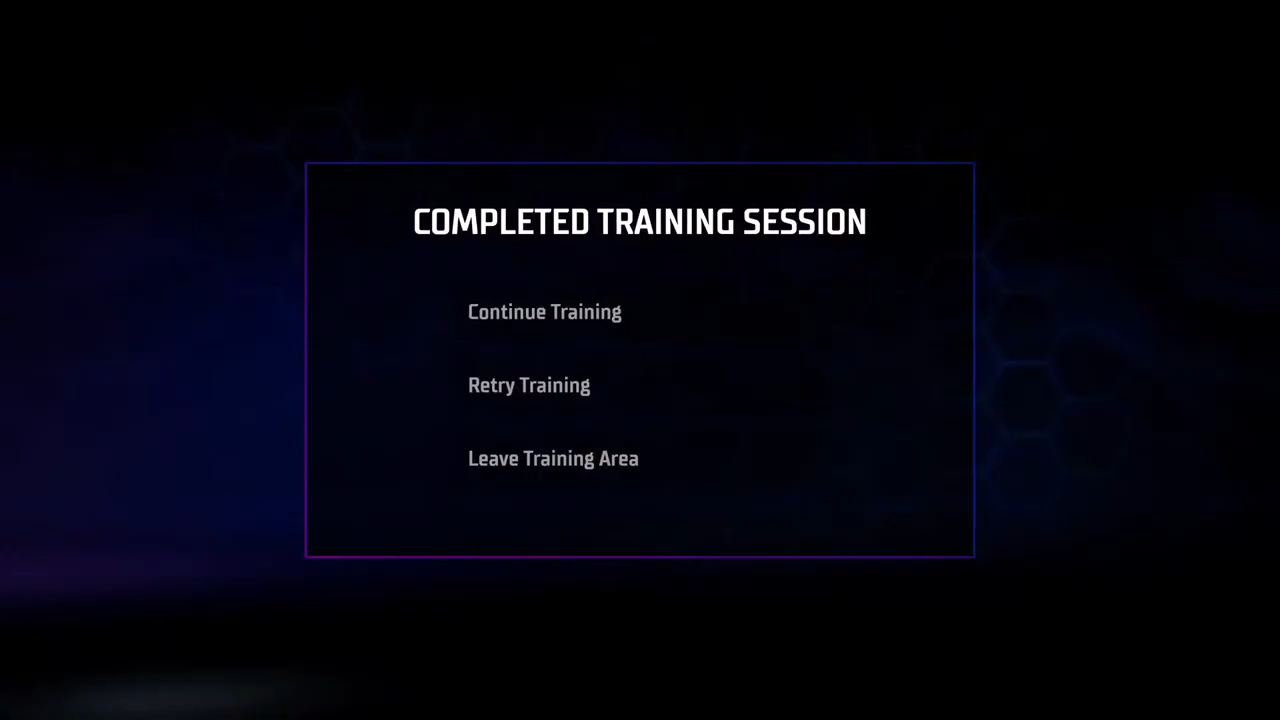 COMPLETED TRAINING SESSION
Continue Training
Retry Training
Leave Training Area